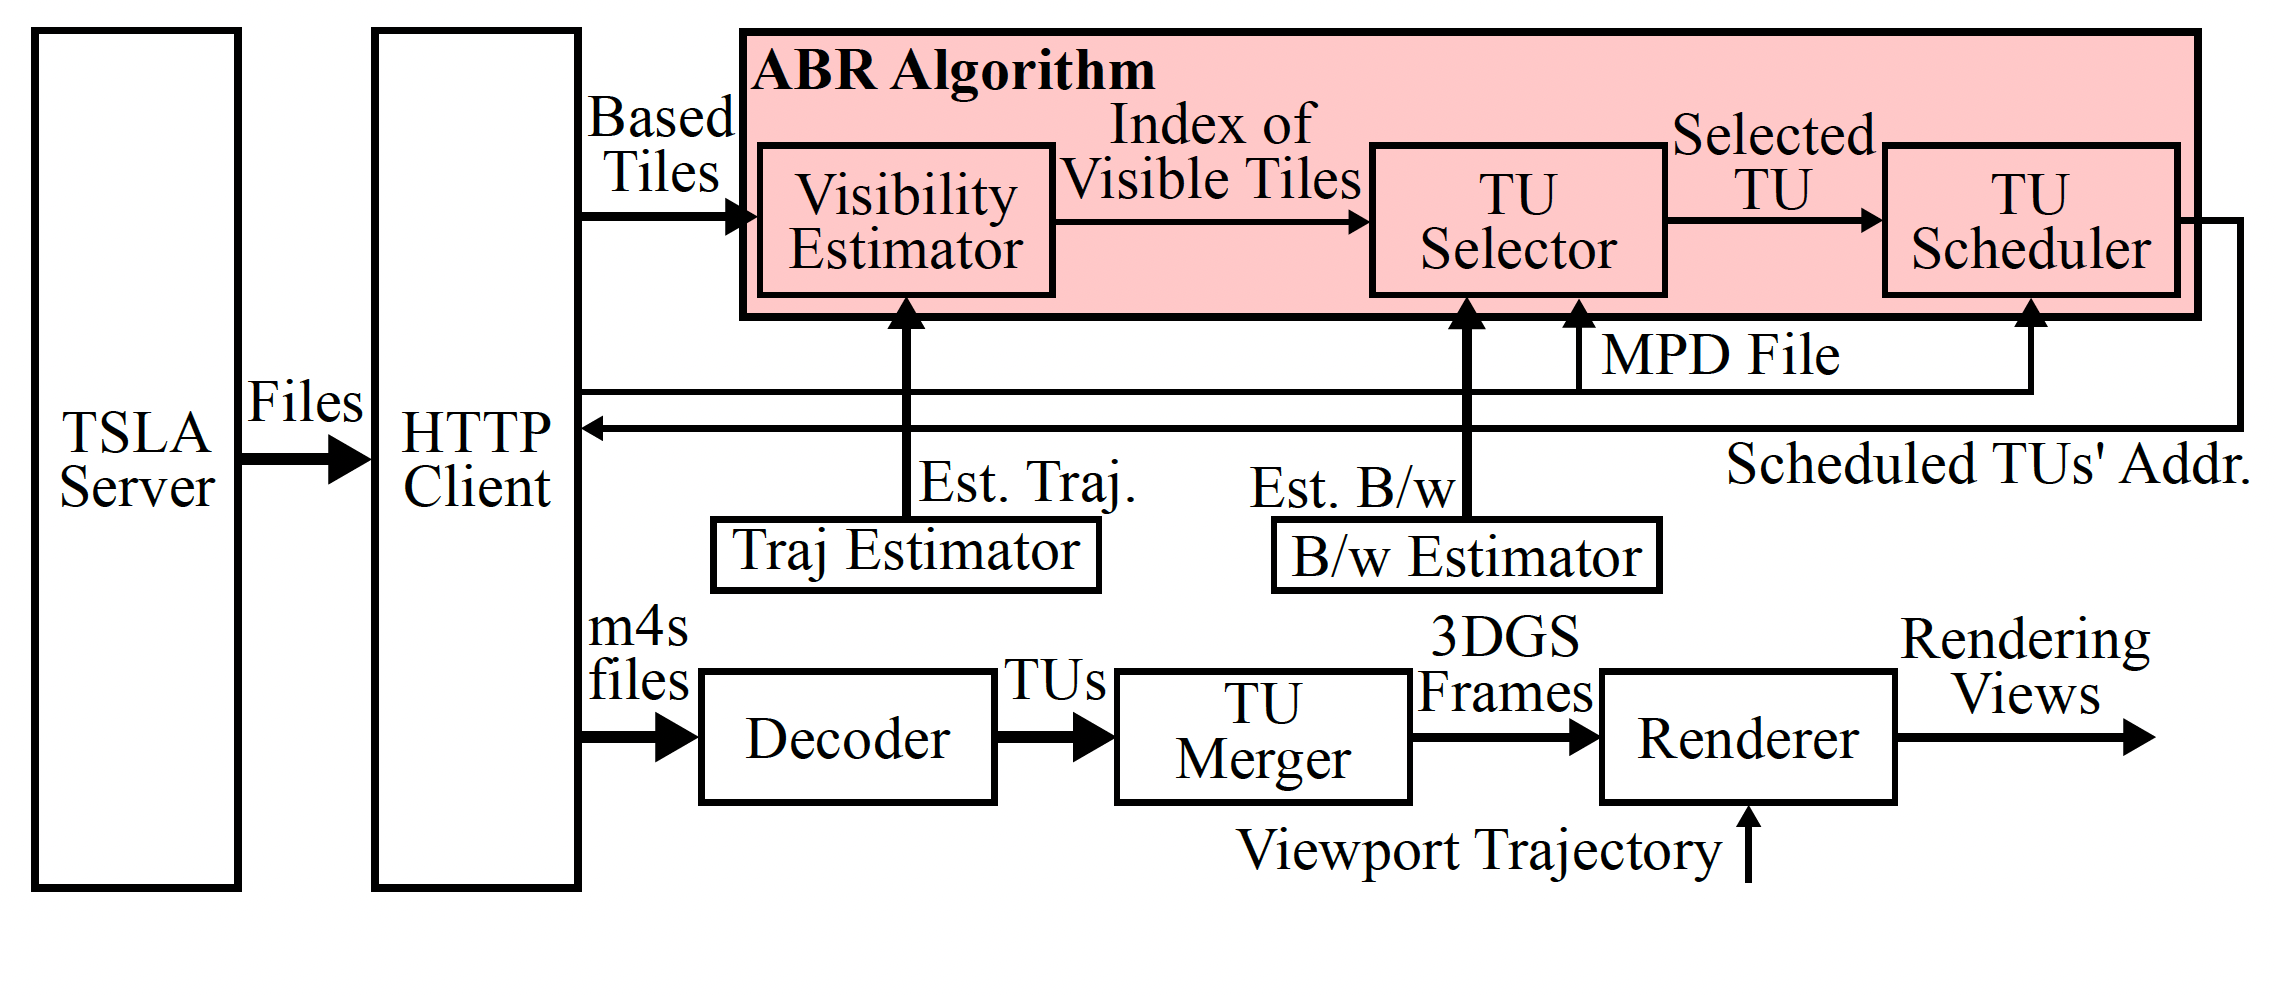 ABR Algorithm
Based
Tiles
Index of
Visible Tiles
Selected
TU
Visibility
Estimator
TU
Selector
TU
Scheduler
MPD File
Files
TSLA
Server
HTTP
Client
Scheduled TUs' Addr.
Est. Traj.
Est. B/w
Traj Estimator
B/w Estimator
m4s
files
TUs
3DGS
Frames
Rendering
Views
Decoder
TU
Merger
Renderer
Viewport Trajectory